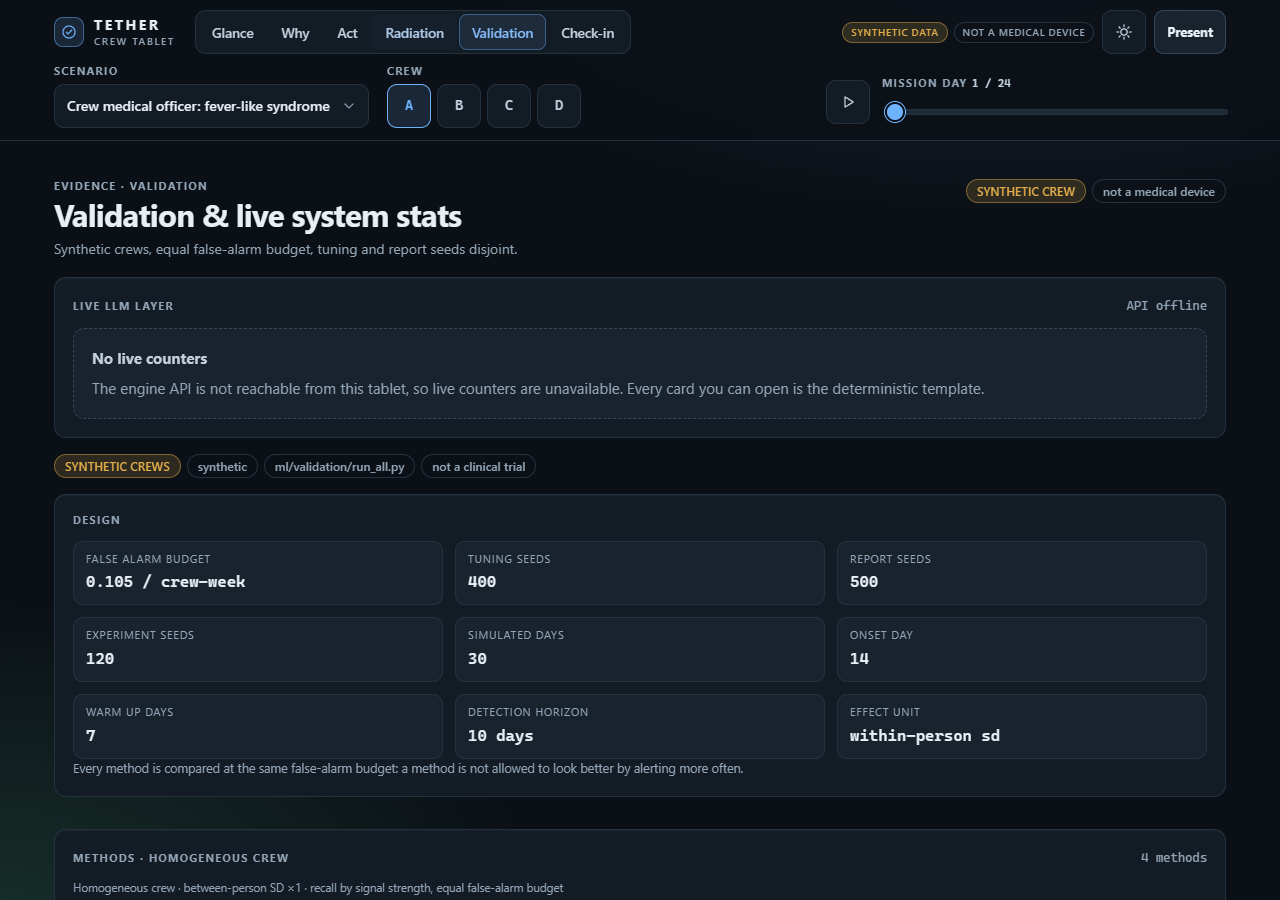 TETHER
CREW TABLET
Glance
Why
Act
Radiation
Validation
Check-in
SYNTHETIC DATA
NOT A MEDICAL DEVICE
Present
SCENARIO
Crew medical officer: fever-like syndrome
CREW
A
B
C
D
MISSION DAY 1 / 24
EVIDENCE · VALIDATION
Validation & live system stats
Synthetic crews, equal false-alarm budget, tuning and report seeds disjoint.
SYNTHETIC CREW
not a medical device
LIVE LLM LAYER
API offline
No live counters
The engine API is not reachable from this tablet, so live counters are unavailable. Every card you can open is the deterministic template.
SYNTHETIC CREWS
synthetic
ml/validation/run_all.py
not a clinical trial
DESIGN
FALSE ALARM BUDGET
0.105 / crew-week
TUNING SEEDS
400
REPORT SEEDS
500
EXPERIMENT SEEDS
120
SIMULATED DAYS
30
ONSET DAY
14
WARM UP DAYS
7
DETECTION HORIZON
10 days
EFFECT UNIT
within-person sd
Every method is compared at the same false-alarm budget: a method is not allowed to look better by alerting more often.
METHODS · HOMOGENEOUS CREW
4 methods
Homogeneous crew · between-person SD ×1 · recall by signal strength, equal false-alarm budget